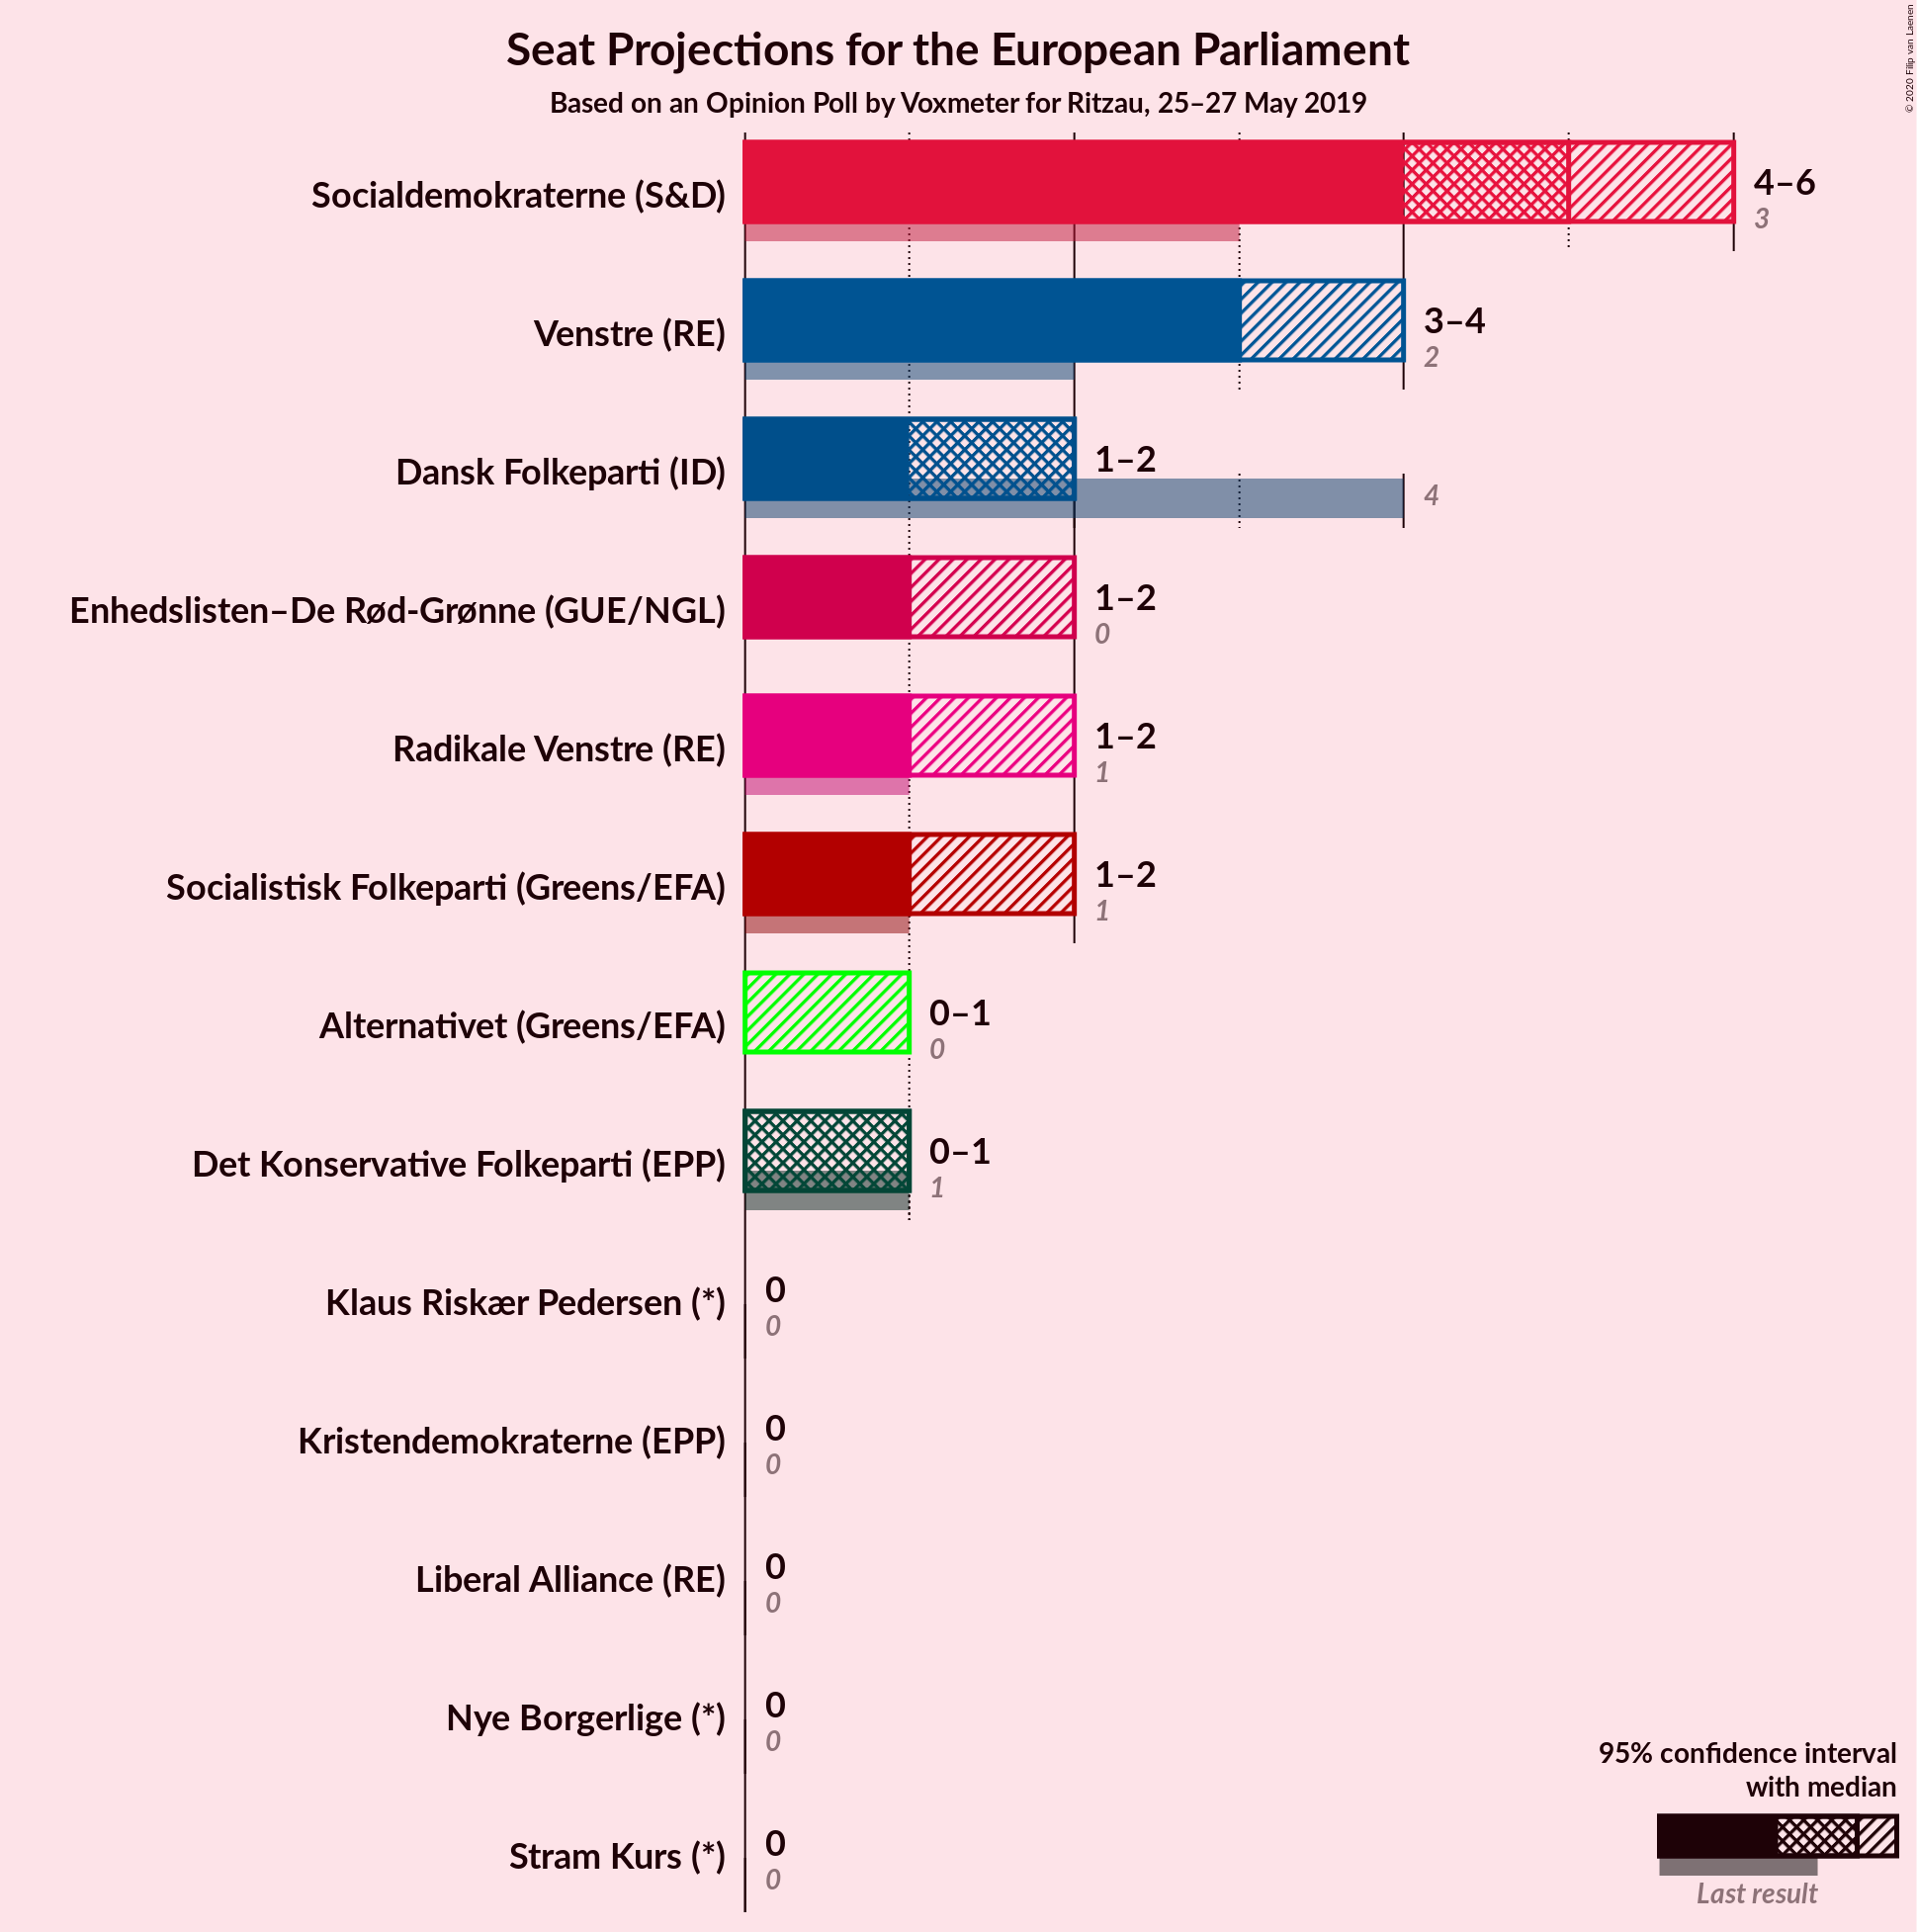 Seat Projections for the European Parliament
Based on an Opinion Poll by Voxmeter for Ritzau, 25–27 May 2019
© 2020 Filip van Laenen
Socialdemokraterne (S&D)
4–6
3
Venstre (RE)
3–4
2
Dansk Folkeparti (ID)
1–2
4
Enhedslisten–De Rød-Grønne (GUE/NGL)
1–2
0
Radikale Venstre (RE)
1–2
1
Socialistisk Folkeparti (Greens/EFA)
1–2
1
Alternativet (Greens/EFA)
0–1
0
Det Konservative Folkeparti (EPP)
0–1
1
Klaus Riskær Pedersen (*)
0
0
Kristendemokraterne (EPP)
0
0
Liberal Alliance (RE)
0
0
Nye Borgerlige (*)
0
0
Stram Kurs (*)
0
0
95% confidence interval
with median
Last result